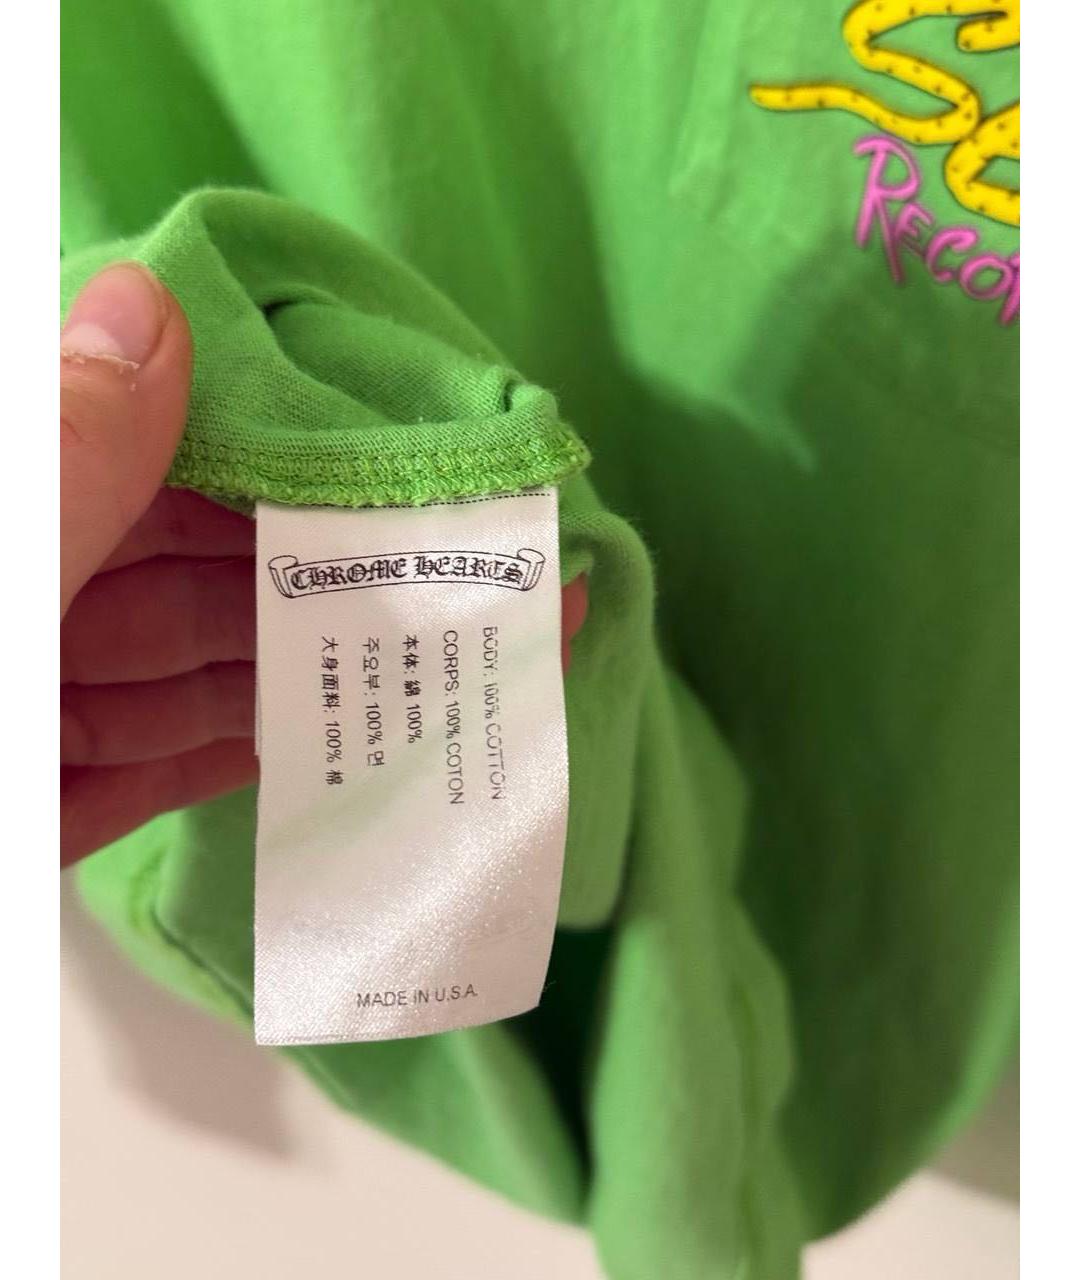 RECO
CHROME HEARTS
BODY: 100% COTTON
CORPS: 100% COTON
本体: 綿 100%
주요부: 100% 면
大身面料: 100% 棉
MADE IN U.S.A.